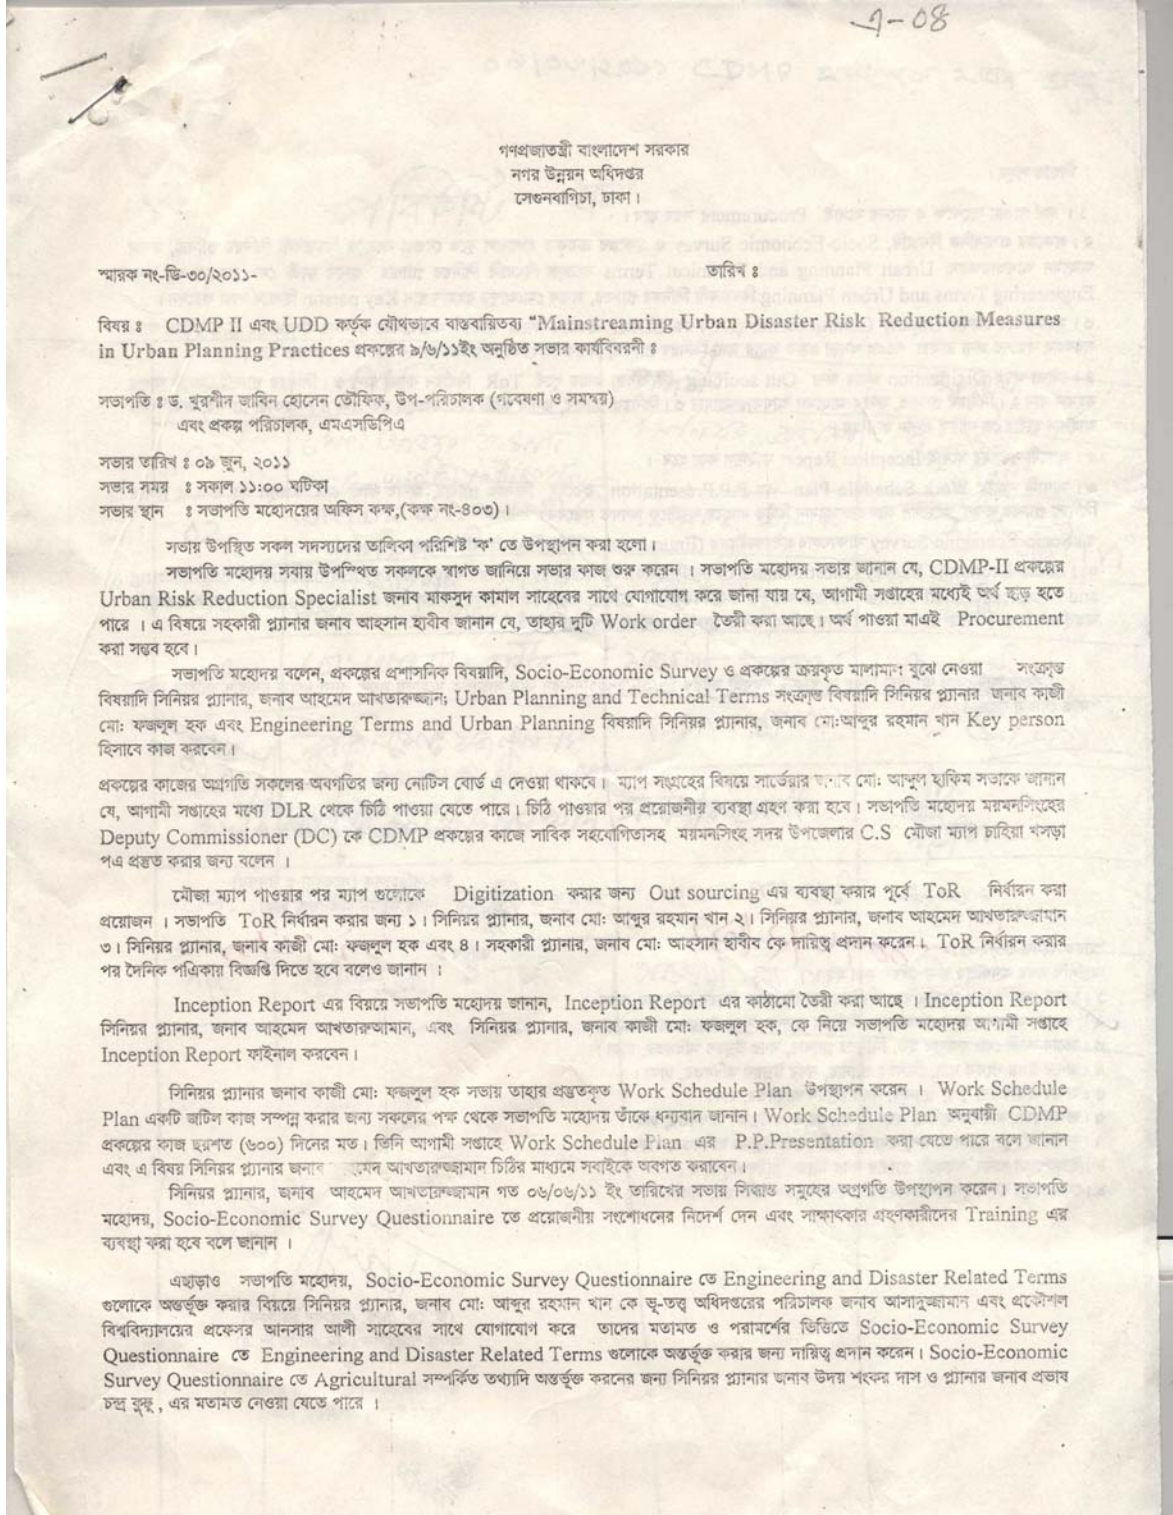 গণপ্রজাতন্ত্রী বাংলাদেশ সরকার
নগর উন্নয়ন অধিদপ্তর
সেগুনবাগিচা, ঢাকা।
স্মারক নং-ডি-৩০/২০১১- তারিখ ঃ
বিষয় ঃ CDMP II এবং UDD কর্তৃক যৌথভাবে বাস্তবায়িতব্য “Mainstreaming Urban Disaster Risk Reduction Measures
in Urban Planning Practices প্রকল্পের ৯/৬/১১ইং অনুষ্ঠিত সভার কার্যবিবরনী ঃ
সভাপতি ঃ ড. খুরশীদ জাবিন হোসেন তৌফিক, উপ-পরিচালক (গবেষণা ও সমন্বয়)
এবং প্রকল্প পরিচালক, এমএসডিপিএ
সভার তারিখ ঃ ০৯ জুন, ২০১১
সভার সময় ঃ সকাল ১১:০০ ঘটিকা
সভার স্থান ঃ সভাপতি মহোদয়ের অফিস কক্ষ,(কক্ষ নং-৪০৩)।
সভায় উপস্থিত সকল সদস্যদের তালিকা পরিশিষ্ট ‘ক’ তে উপস্থাপন করা হলো।
সভাপতি মহোদয় সবায় উপস্থিত সকলকে স্বাগত জানিয়ে সভার কাজ শুরু করেন । সভাপতি মহোদয় সভায় জানান যে, CDMP-II প্রকল্পের
Urban Risk Reduction Specialist জনাব মাকসুদ কামাল সাহেবের সাথে যোগাযোগ করে জানা যায় যে, আগামী সপ্তাহের মধ্যেই অর্থ ছাড় হতে
পারে । এ বিষয়ে সহকারী প্ল্যানার জনাব আহসান হাবীব জানান যে, তাহার দুটি Work order তৈরী করা আছে। অর্থ পাওয়া মাএই Procurement
করা সম্ভব হবে।
সভাপতি মহোদয় বলেন, প্রকল্পের প্রশাসনিক বিষয়াদি, Socio-Economic Survey ও প্রকল্পের ক্রয়কৃত মালামাল বুঝে নেওয়া সংক্রান্ত
বিষয়াদি সিনিয়র প্ল্যানার, জনাব আহমেদ আখতারুজ্জান; Urban Planning and Technical Terms সংক্রান্ত বিষয়াদি সিনিয়র প্ল্যানার জনাব কাজী
মো: ফজলুল হক এবং Engineering Terms and Urban Planning বিষয়াদি সিনিয়র প্ল্যানার, জনাব মো:আব্দুর রহমান খান Key person
হিসাবে কাজ করবেন।
প্রকল্পের কাজের অগ্রগতি সকলের অবগতির জন্য নোটিস বোর্ড এ দেওয়া থাকবে। ম্যাপ সংগ্রহের বিষয়ে সার্ভেয়ার জনাব মো: আব্দুল হাকিম সভাকে জানান
যে, আগামী সপ্তাহের মধ্যে DLR থেকে চিঠি পাওয়া যেতে পারে। চিঠি পাওয়ার পর প্রয়োজনীয় ব্যবস্থা গ্রহণ করা হবে। সভাপতি মহোদয় ময়মনসিংহের
Deputy Commissioner (DC) কে CDMP প্রকল্পের কাজে সাবিক সহযোগিতাসহ ময়মনসিংহ সদর উপজেলার C.S মৌজা ম্যাপ চাহিয়া খসড়া
পএ প্রস্তুত করার জন্য বলেন ।
মৌজা ম্যাপ পাওয়ার পর ম্যাপ গুলোকে Digitization করার জন্য Out sourcing এর ব্যবস্থা করার পূর্বে ToR নির্ধারন করা
প্রয়োজন । সভাপতি ToR নির্ধারন করার জন্য ১। সিনিয়র প্ল্যানার, জনাব মো: আব্দুর রহমান খান ২। সিনিয়র প্ল্যানার, জনাব আহমেদ আখতারুজ্জামান
৩। সিনিয়র প্ল্যানার, জনাব কাজী মো: ফজলুল হক এবং ৪। সহকারী প্ল্যানার, জনাব মো: আহসান হাবীব কে দায়িত্ব প্রদান করেন। ToR নির্ধারন করার
পর দৈনিক পএিকায় বিজ্ঞপ্তি দিতে হবে বলেও জানান ।
Inception Report এর বিষয়ে সভাপতি মহোদয় জানান, Inception Report এর কাঠামো তৈরী করা আছে । Inception Report
সিনিয়র প্ল্যানার, জনাব আহমেদ আখতারুজামান, এবং সিনিয়র প্ল্যানার, জনাব কাজী মো: ফজলুল হক, কে নিয়ে সভাপতি মহোদয় আগামী সপ্তাহে
Inception Report ফাইনাল করবেন।
সিনিয়র প্ল্যানার জনাব কাজী মো: ফজলুল হক সভায় তাহার প্রস্তুতকৃত Work Schedule Plan উপস্থাপন করেন । Work Schedule
Plan একটি জটিল কাজ সম্পন্ন করার জন্য সকলের পক্ষ থেকে সভাপতি মহোদয় তাঁকে ধন্যবাদ জানান। Work Schedule Plan অনুযায়ী CDMP
প্রকল্পের কাজ ছয়শত (৬০০) দিনের মত। তিনি আগামী সপ্তাহে Work Schedule Plan এর P.P.Presentation করা যেতে পারে বলে জানান
এবং এ বিষয় সিনিয়র প্ল্যানার জনাব আখতারুজ্জামান চিঠির মাধ্যমে সবাইকে অবগত করাবেন।
সিনিয়র প্ল্যানার, জনাব আহমেদ আখতারুজ্জামান গত ০৬/০৬/১১ ইং তারিখের সভায় সিদ্ধান্ত সমুহের অগ্রগতি উপস্থাপন করেন। সভাপতি
মহোদয়, Socio-Economic Survey Questionnaire তে প্রয়োজনীয় সংশোধনের নির্দেশ দেন এবং সাক্ষাৎকার গ্রহণকারীদের Training এর
ব্যবস্থা করা হবে বলে জানান ।
এছাড়াও সভাপতি মহোদয়, Socio-Economic Survey Questionnaire তে Engineering and Disaster Related Terms
গুলোকে অন্তর্ভূক্ত করার বিষয়ে সিনিয়র প্ল্যানার, জনাব মো: আব্দুর রহমান খান কে ভূ-তত্ত্ব অধিদপ্তরের পরিচালক জনাব আসাদুজ্জামান এবং প্রকৌশল
বিশ্ববিদ্যালয়ের প্রফেসর আনসার আলী সাহেবের সাথে যোগাযোগ করে তাদের মতামত ও পরামর্শের ভিত্তিতে Socio-Economic Survey
Questionnaire তে Engineering and Disaster Related Terms গুলোকে অন্তর্ভূক্ত করার জন্য দায়িত্ব প্রদান করেন। Socio-Economic
Survey Questionnaire তে Agricultural সম্পর্কিত তথ্যাদি অন্তর্ভূক্ত করনের জন্য সিনিয়র প্ল্যানার জনাব উদয় শংকর দাস ও প্ল্যানার জনাব প্রভাষ
চন্দ্র কুন্ডু, এর মতামত নেওয়া যেতে পারে ।